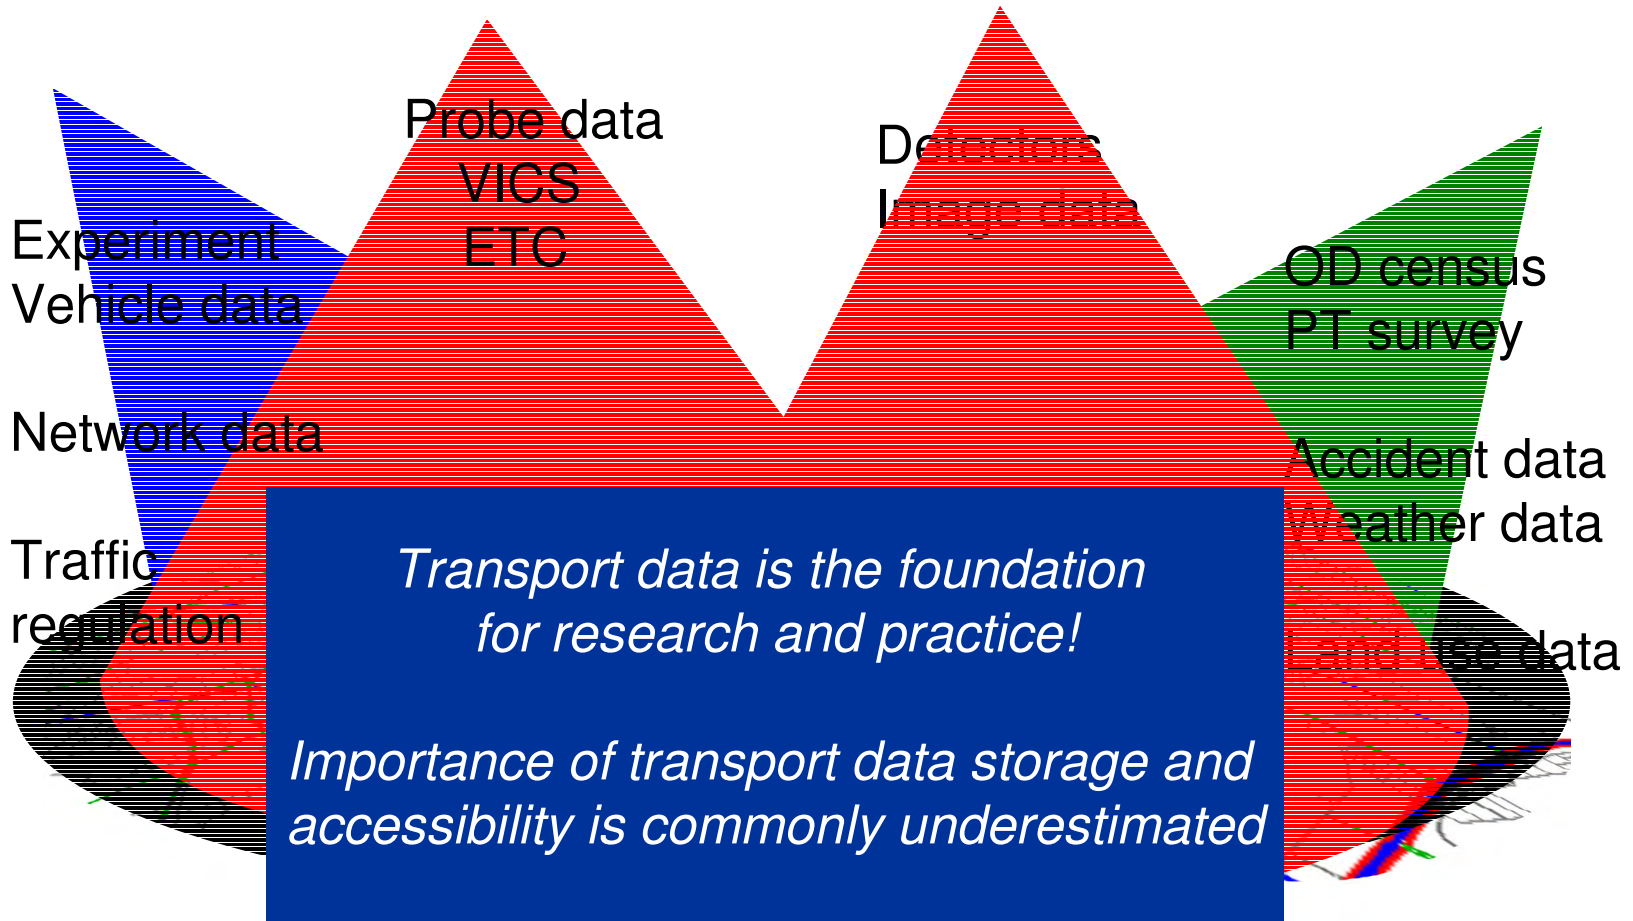 Probe data
VICS
ETC
Detectors
Image data
Experiment
Vehicle data
Network data
Traffic
regulation
OD census
PT survey
Accident data
Weather data
Land use data
Transport data is the foundation
for research and practice!
Importance of transport data storage and
accessibility is commonly underestimated